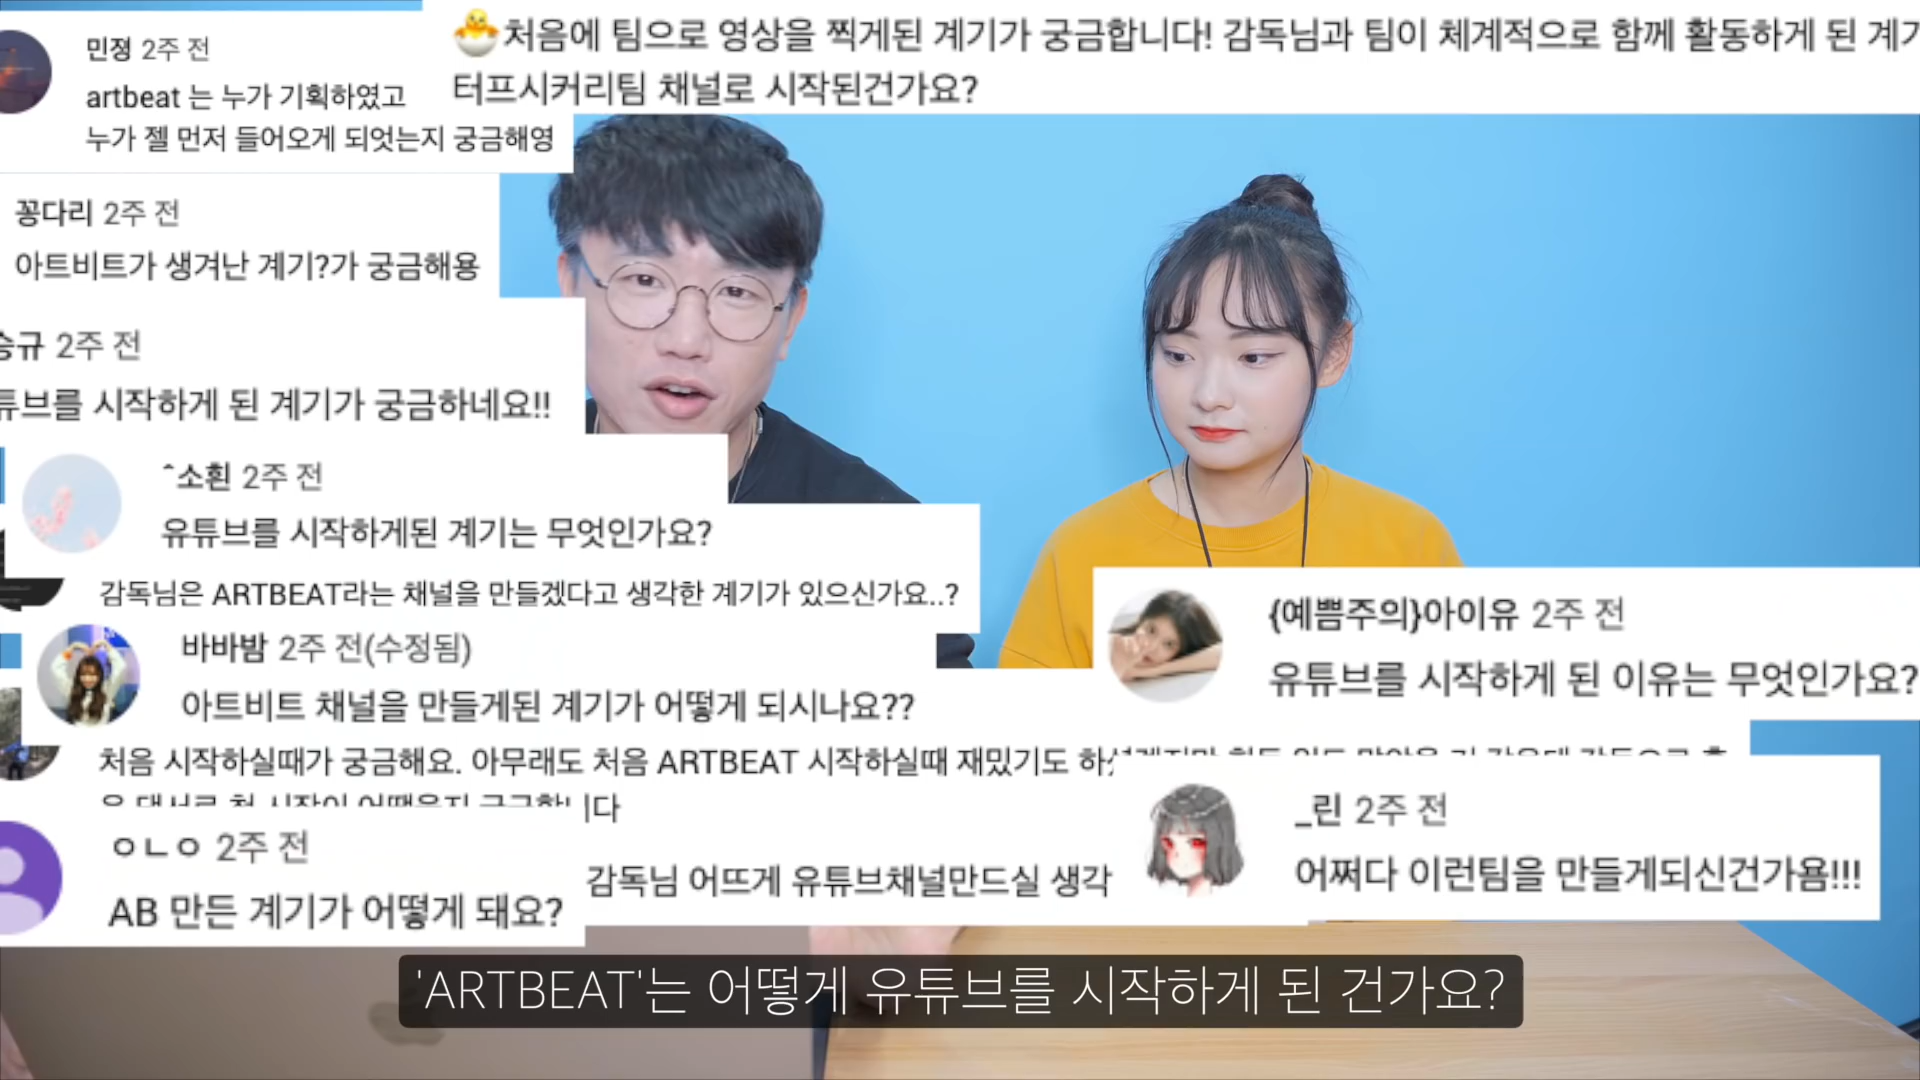 민정 2주 전
artbeat 는 누가 기획하였고
누가 젤 먼저 들어오게 되엇는지 궁금해영
🐣처음에 팀으로 영상을 찍게된 계기가 궁금합니다! 감독님과 팀이 체계적으로 함께 활동하게 된 계기
터프시커리팀 채널로 시작된건가요?
꽁다리 2주 전
아트비트가 생겨난 계기?가 궁금해용
승규 2주 전
튜브를 시작하게 된 계기가 궁금하네요!!
^소횐 2주 전
유튜브를 시작하게된 계기는 무엇인가요?
감독님은 ARTBEAT라는 채널을 만들겠다고 생각한 계기가 있으신가요..?
바바밤 2주 전(수정됨)
아트비트 채널을 만들게된 계기가 어떻게 되시나요??
{예쁨주의}아이유 2주 전
유튜브를 시작하게 된 이유는 무엇인가요?
처음 시작하실때가 궁금해요. 아무래도 처음 ARTBEAT 시작하실때 재밌기도
ㅇㄴㅇ 2주 전
AB 만든 계기가 어떻게 돼요?
감독님 어뜨게 유튜브채널만드실 생각
_린 2주 전
어쩌다 이런팀을 만들게되신건가욤!!!
'ARTBEAT'는 어떻게 유튜브를 시작하게 된 건가요?